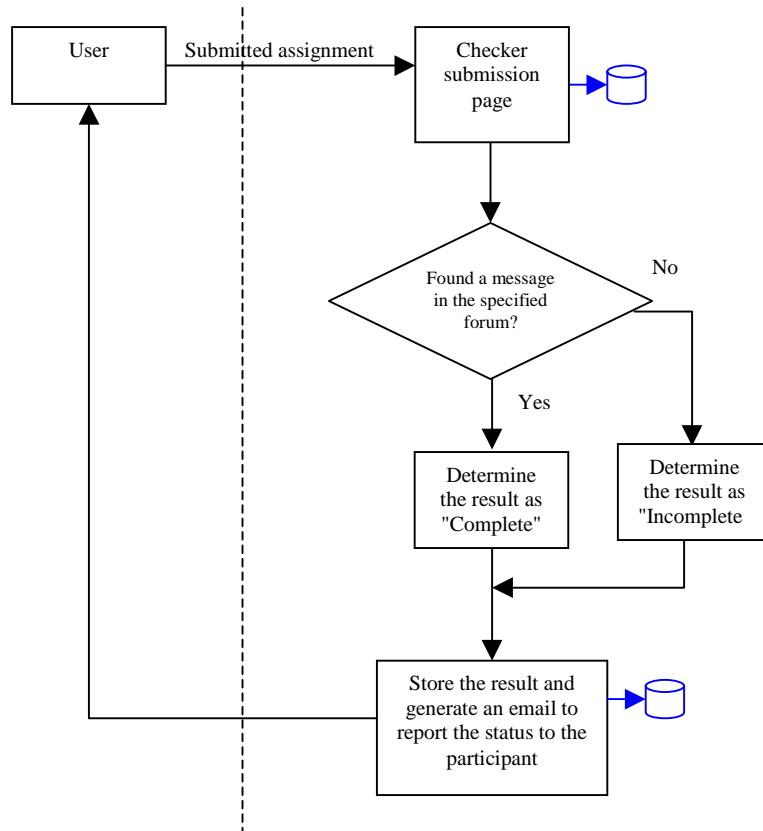 User
Submitted assignment
Checker
submission
page
Found a message
in the specified
forum?
No
Yes
Determine
the result as
"Complete"
Determine
the result as
"Incomplete
Store the result and
generate an email to
report the status to the
participant